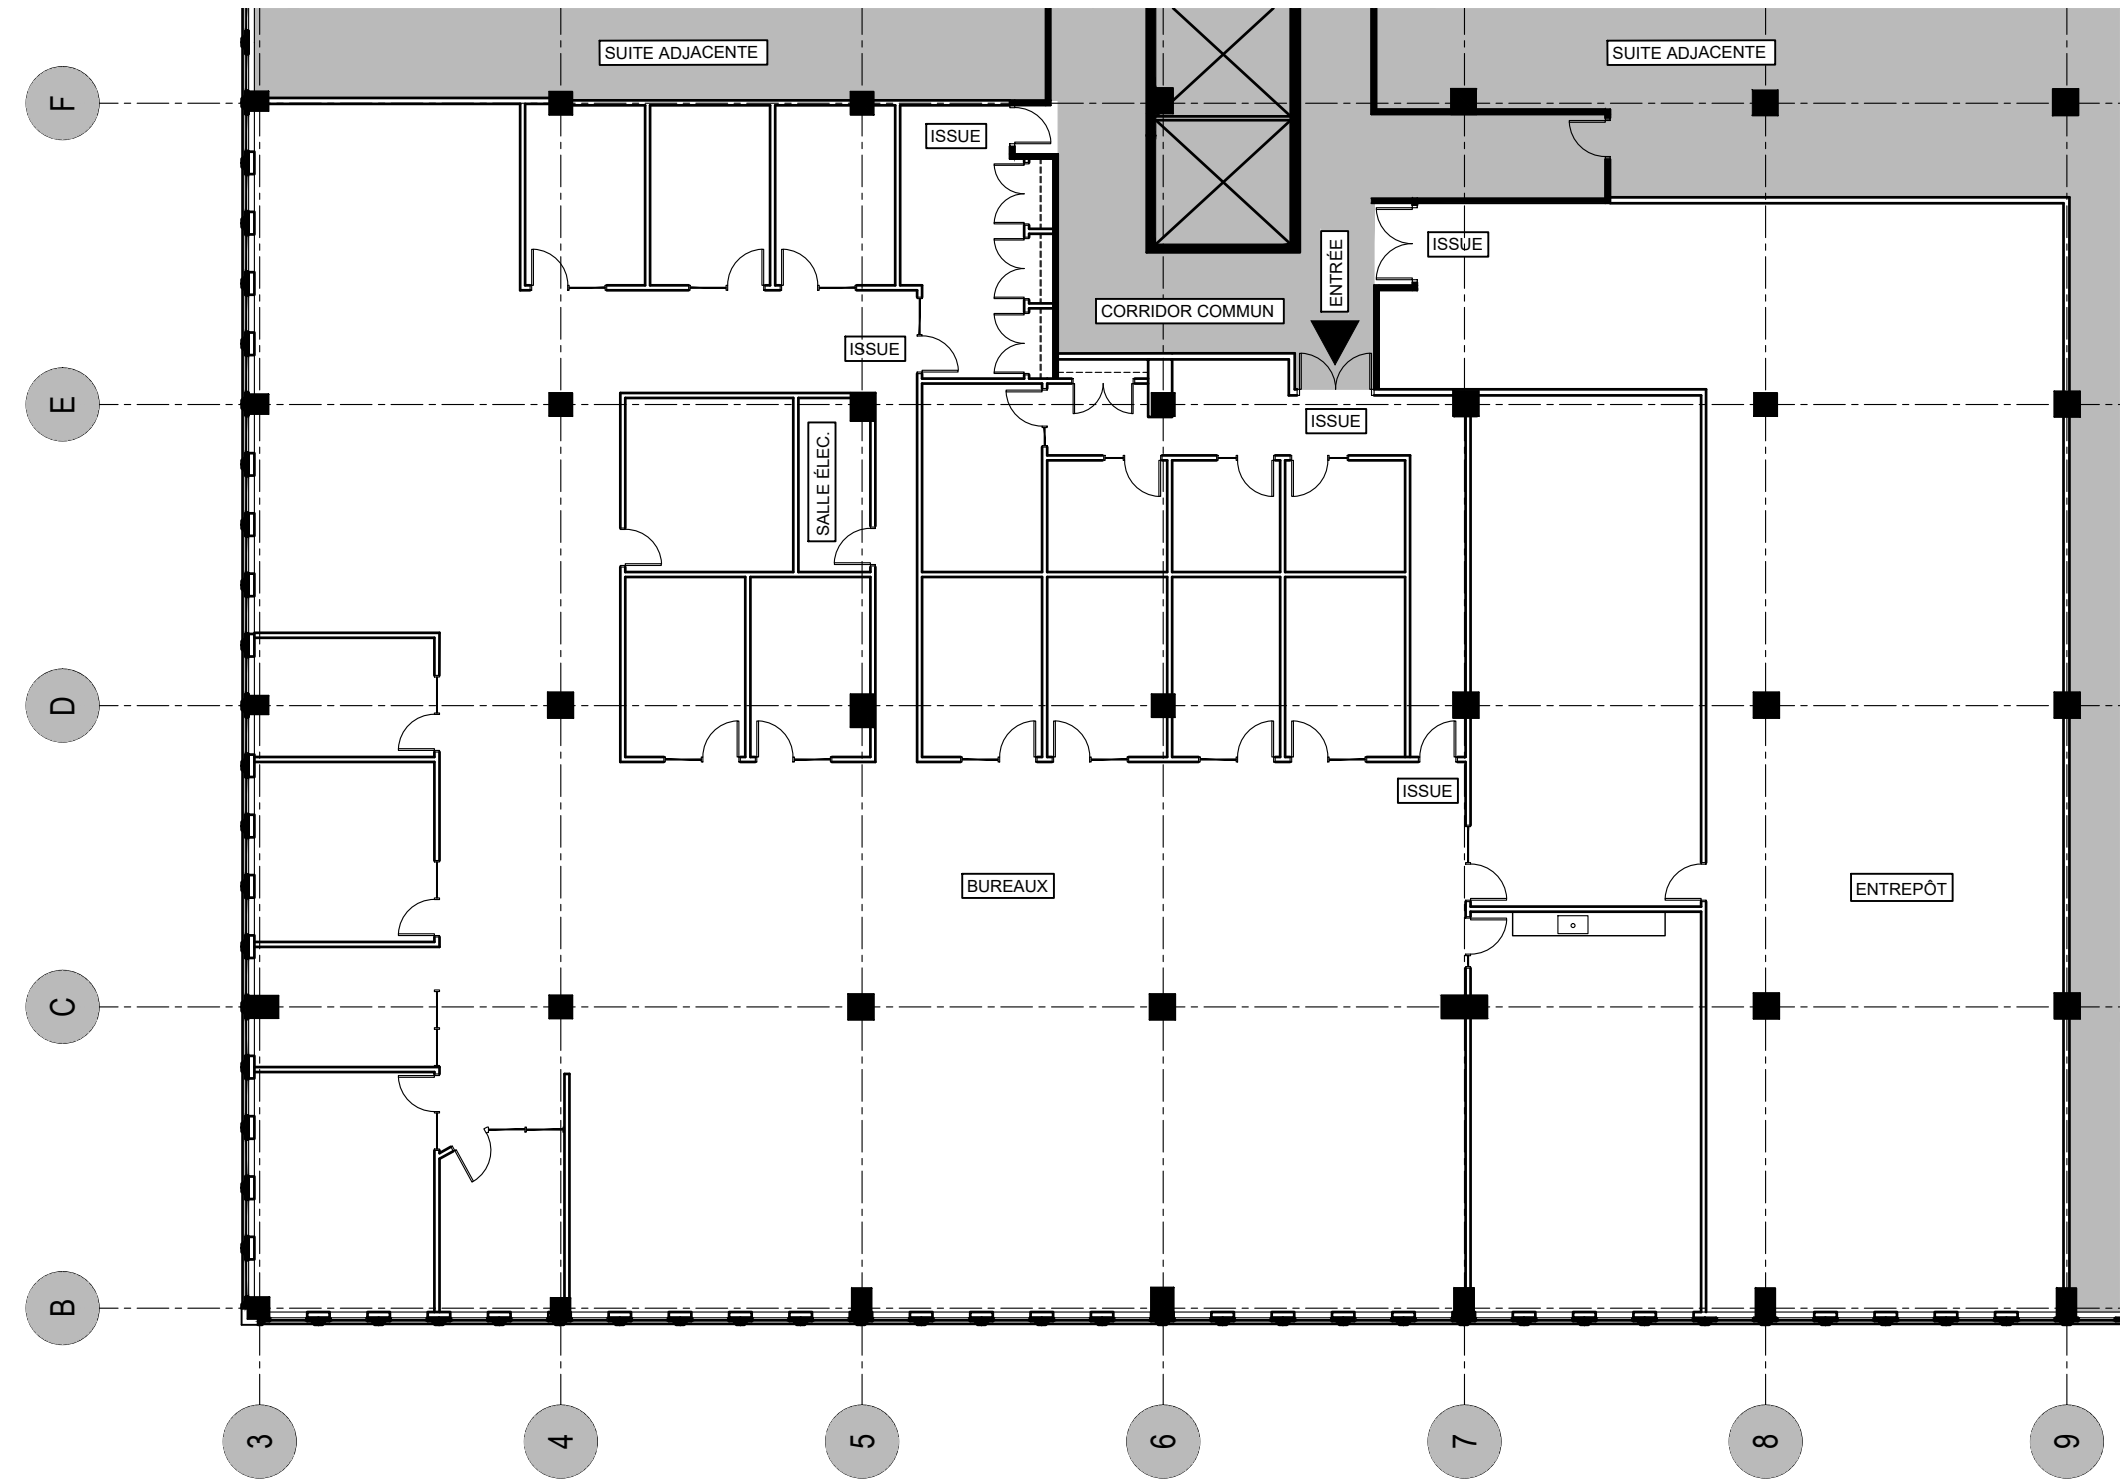 SUITE ADJACENTE
SUITE ADJACENTE
F
ISSUE
ISSUE
ENTRÉE
CORRIDOR COMMUN
ISSUE
E
ISSUE
SALLE ÉLEC.
D
ISSUE
BUREAUX
ENTREPÔT
C
B
3
4
5
6
7
8
9